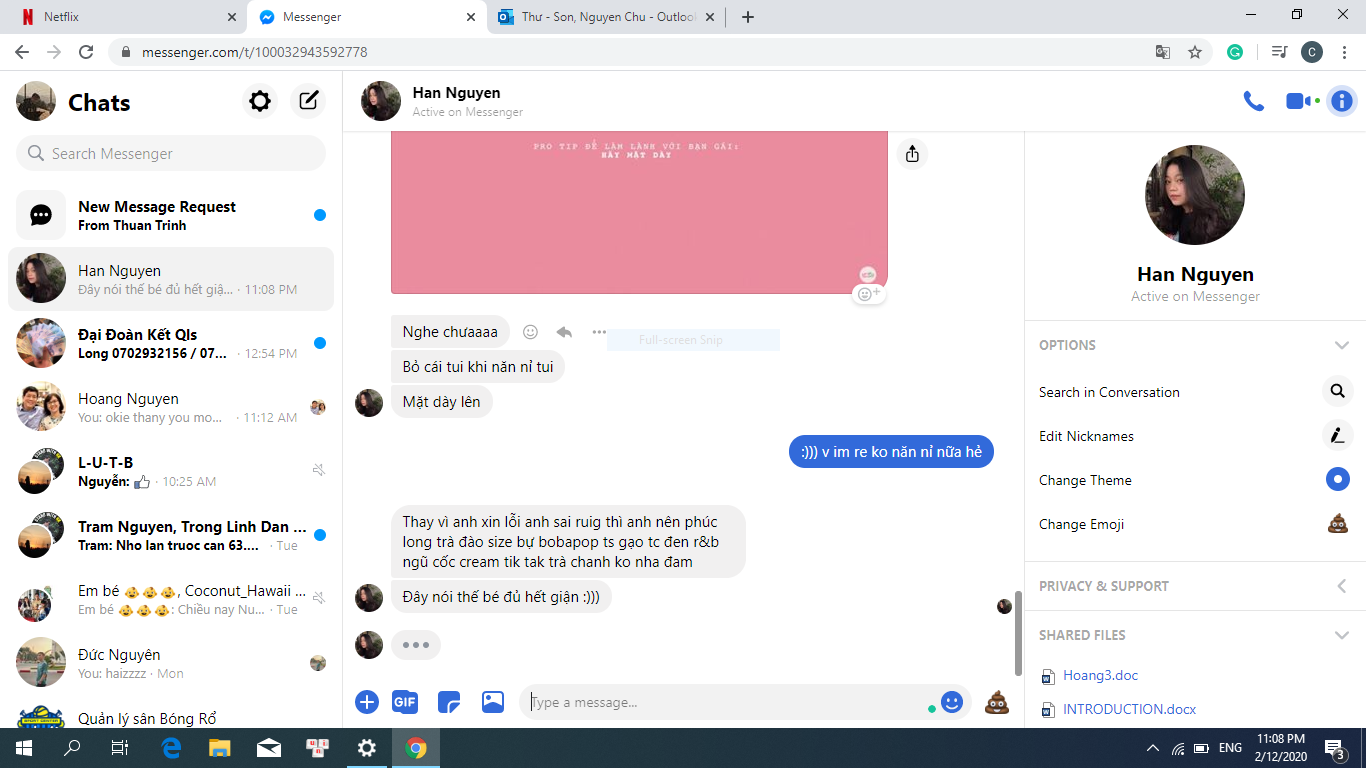 Netflix
Messenger
Thư - Son, Nguyen Chu - Outlook
messenger.com/t/100032943592778
C
Chats
Search Messenger
New Message Request
From Thuan Trinh
Han Nguyen
Đây nói thế bé đủ hết giậ... · 11:08 PM
Đại Đoàn Kết Qls
Long 0702932156 / 07... · 12:54 PM
Hoang Nguyen
You: okie thany you mo... · 11:12 AM
L-U-T-B
Nguyễn: 👍 · 10:25 AM
Tram Nguyen, Trong Linh Dan ...
Tram: Nho lan truoc can 63.... · Tue
Em bé 👶👶👶, Coconut_Hawaii ...
Em bé 👶👶👶: Chiều nay Nu... · Tue
Đức Nguyên
You: haizzzz · Mon
Quản lý sân Bóng Rổ
Han Nguyen
Active on Messenger
PRO TIP ĐỂ LÀM LÀNH VỚI BẠN GÁI:
HÃY MẶT DÀY
Nghe chưaaaa
Full-screen Snip
Bỏ cái tui khi năn nỉ tui
Mặt dày lên
:))) v im re ko năn nỉ nữa hẻ
Thay vì anh xin lỗi anh sai ruig thì anh nên phúc
long trà đào size bự bobapop ts gạo tc đen r&b
ngũ cốc cream tik tak trà chanh ko nha đam
Đây nói thế bé đủ hết giận :)))
GIF
Type a message...
Han Nguyen
Active on Messenger
OPTIONS
Search in Conversation
Edit Nicknames
Change Theme
Change Emoji
PRIVACY & SUPPORT
SHARED FILES
Hoang3.doc
INTRODUCTION.docx
ENG
11:08 PM
2/12/2020
3